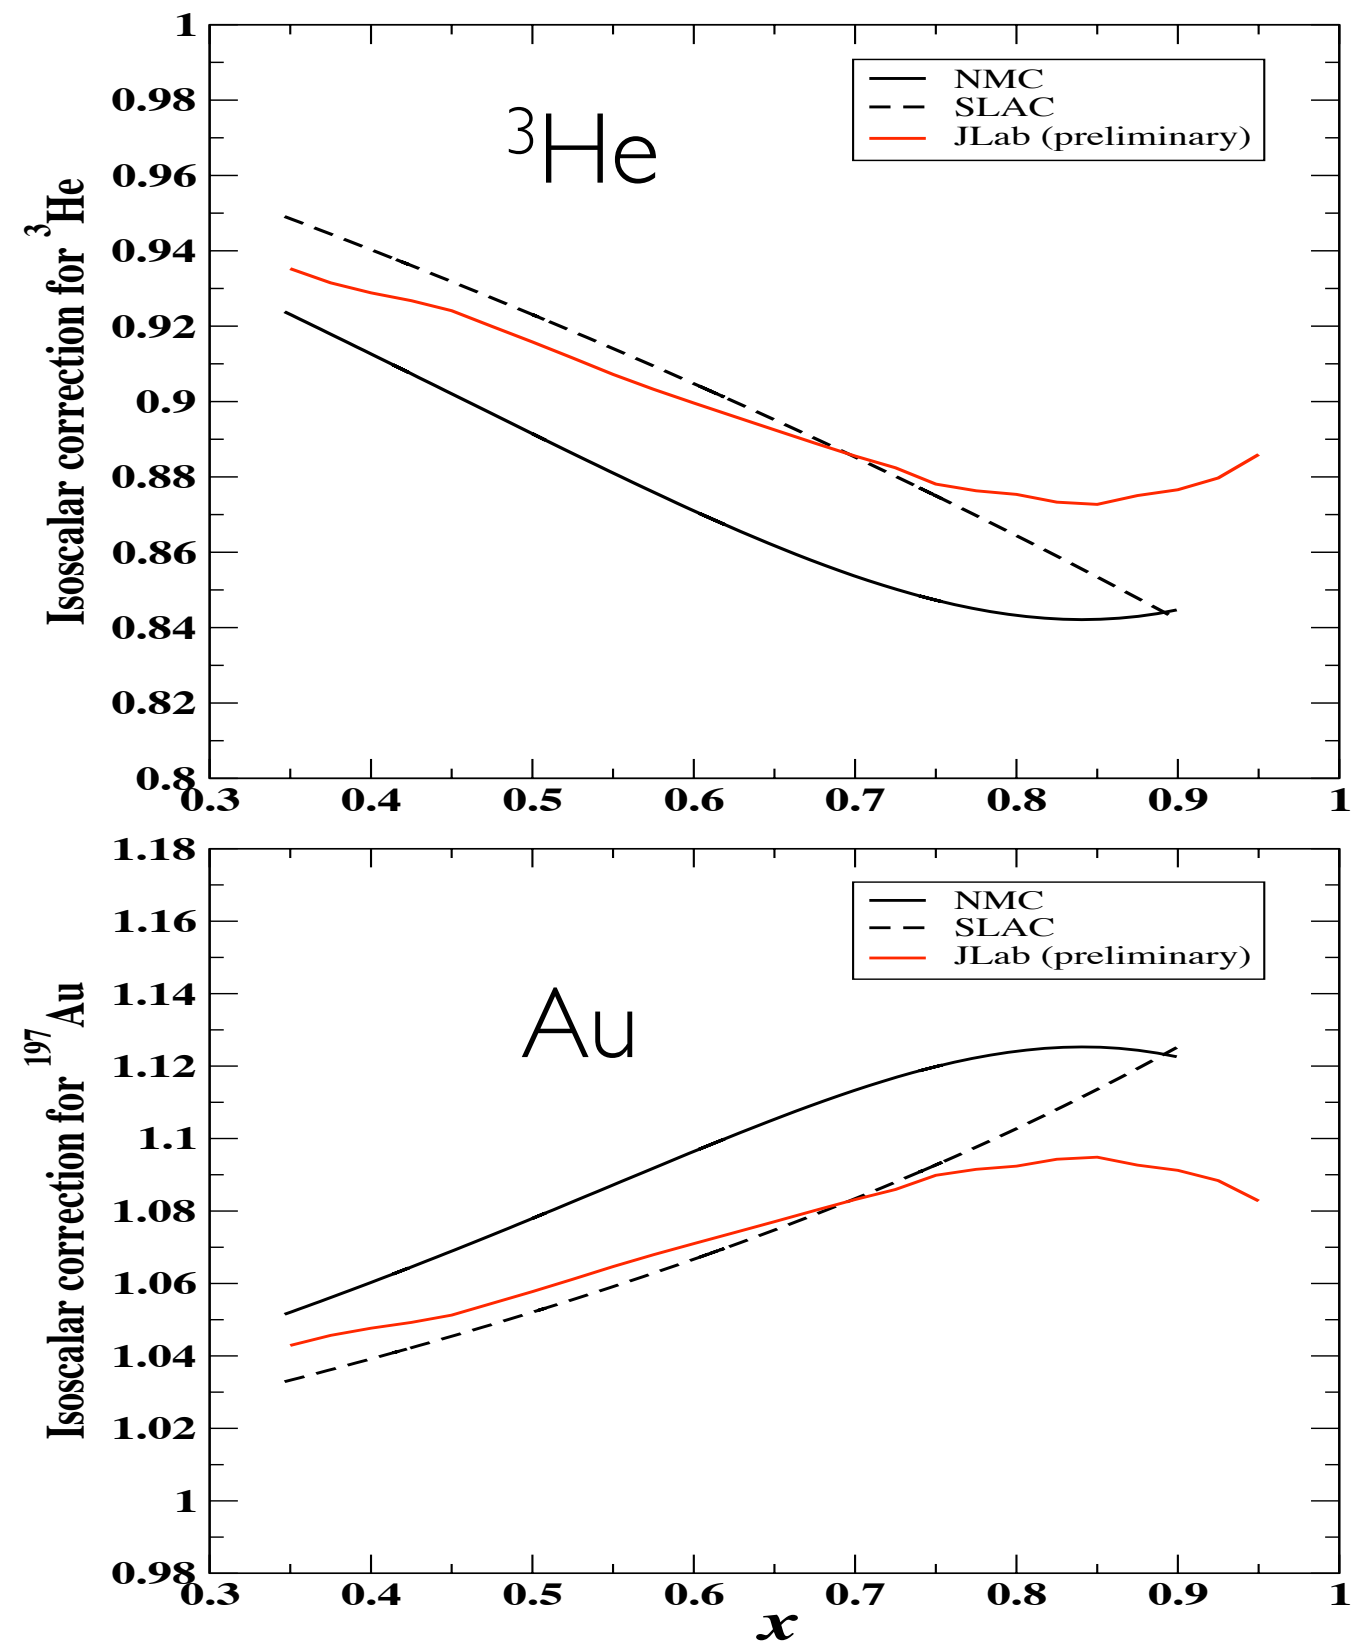 1
0.98
0.96
0.94
0.92
0.9
0.88
0.86
0.84
0.82
0.8
Isoscalar correction for ³He
³He
NMC
SLAC
JLab (preliminary)
0.3 0.4 0.5 0.6 0.7 0.8 0.9 1
1.18
1.16
1.14
1.12
1.1
1.08
1.06
1.04
1.02
1
0.98
Isoscalar correction for ¹⁹⁷Au
Au
NMC
SLAC
JLab (preliminary)
0.3 0.4 0.5 0.6 0.7 0.8 0.9 1
x